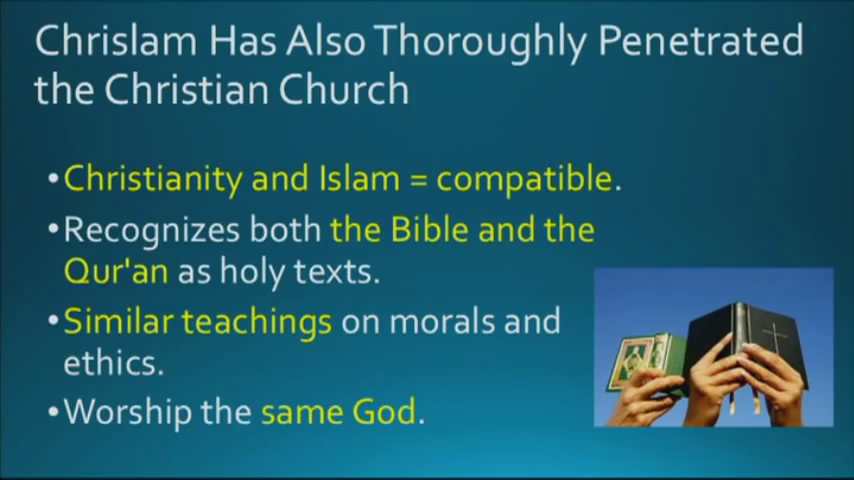 Chrislam Has Also Thoroughly Penetrated
the Christian Church
•Christianity and Islam = compatible.
•Recognizes both the Bible and the
Qur'an as holy texts.
•Similar teachings on morals and
ethics.
•Worship the same God.